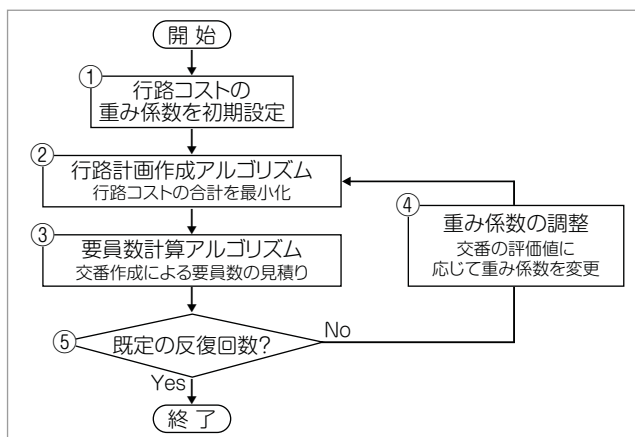 開 始
①
行路コストの
重み係数を初期設定
②
行路計画作成アルゴリズム
行路コストの合計を最小化
③
要員数計算アルゴリズム
交番作成による要員数の見積り
④
重み係数の調整
交番の評価値に
応じて重み係数を変更
⑤
既定の反復回数?
No
Yes
終 了